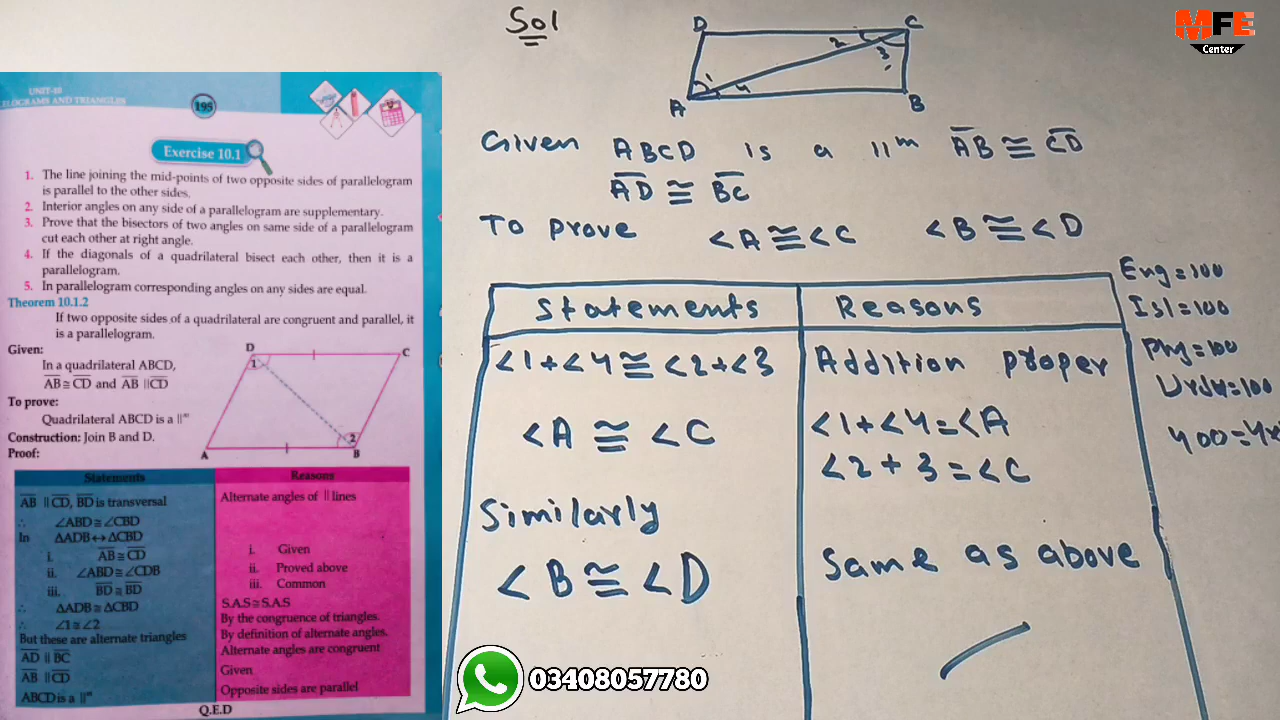 UNIT-10
ELOGRAMS AND TRIANGLES
195
Exercise 10.1
1. The line joining the mid-points of two opposite sides of parallelogram
is parallel to the other sides.
2. Interior angles on any side of a parallelogram are supplementary.
3. Prove that the bisectors of two angles on same side of a parallelogram
cut each other at right angle.
4. If the diagonals of a quadrilateral bisect each other, then it is a
parallelogram.
5. In parallelogram corresponding angles on any sides are equal.
Theorem 10.1.2
If two opposite sides of a quadrilateral are congruent and parallel, it
is a parallelogram.
Given:
In a quadrilateral ABCD,
AB ≅ CD and AB ∥ CD
To prove:
Quadrilateral ABCD is a ∥ᵐ
Construction: Join B and D.
Proof:
D
C
1
2
A
B
Statements
Reasons
AB ∥ CD, BD is transversal
Alternate angles of ∥ lines
∴ ∠ABD ≅ ∠CBD
In ΔADB ↔ ΔCBD
i. AB ≅ CD
i. Given
ii. ∠ABD ≅ ∠CDB
ii. Proved above
iii. BD ≅ BD
iii. Common
∴ ΔADB ≅ ΔCBD
S.A.S ≅ S.A.S
∴ ∠1 ≅ ∠2
By the congruence of triangles.
But these are alternate triangles
By definition of alternate angles.
AD ∥ BC
Alternate angles are congruent
AB ∥ CD
Given
ABCD is a ∥ᵐ
Opposite sides are parallel
Q.E.D
Sol
D
C
2
3
1
4
A
B
Given ABCD is a ∥ᵐ AB ≅ CD
AD ≅ BC
To prove <A ≅ <C <B ≅ <D
Statements
Reasons
<1+<4 ≅ <2+<3
Addition proper
<A ≅ <C
<1+<4=<A
<2+3=<C
Similarly
<B ≅ <D
Same as above
Eng=100
Isl=100
Phy=100
Urdu=100
MFE
Center
03408057780